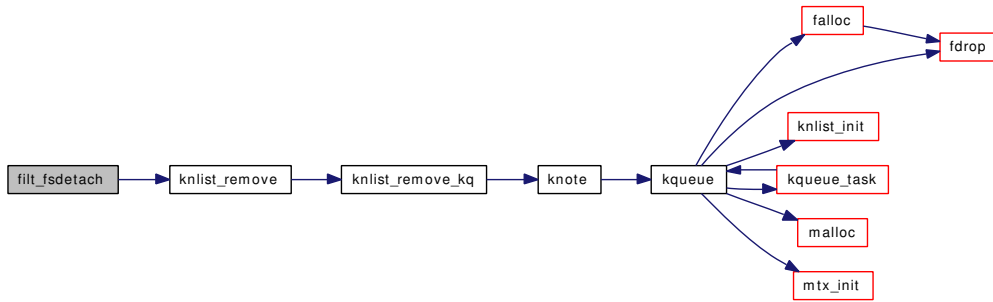 falloc
fdrop
knlist_init
filt_fsdetach
knlist_remove
knlist_remove_kq
knote
kqueue
kqueue_task
malloc
mtx_init